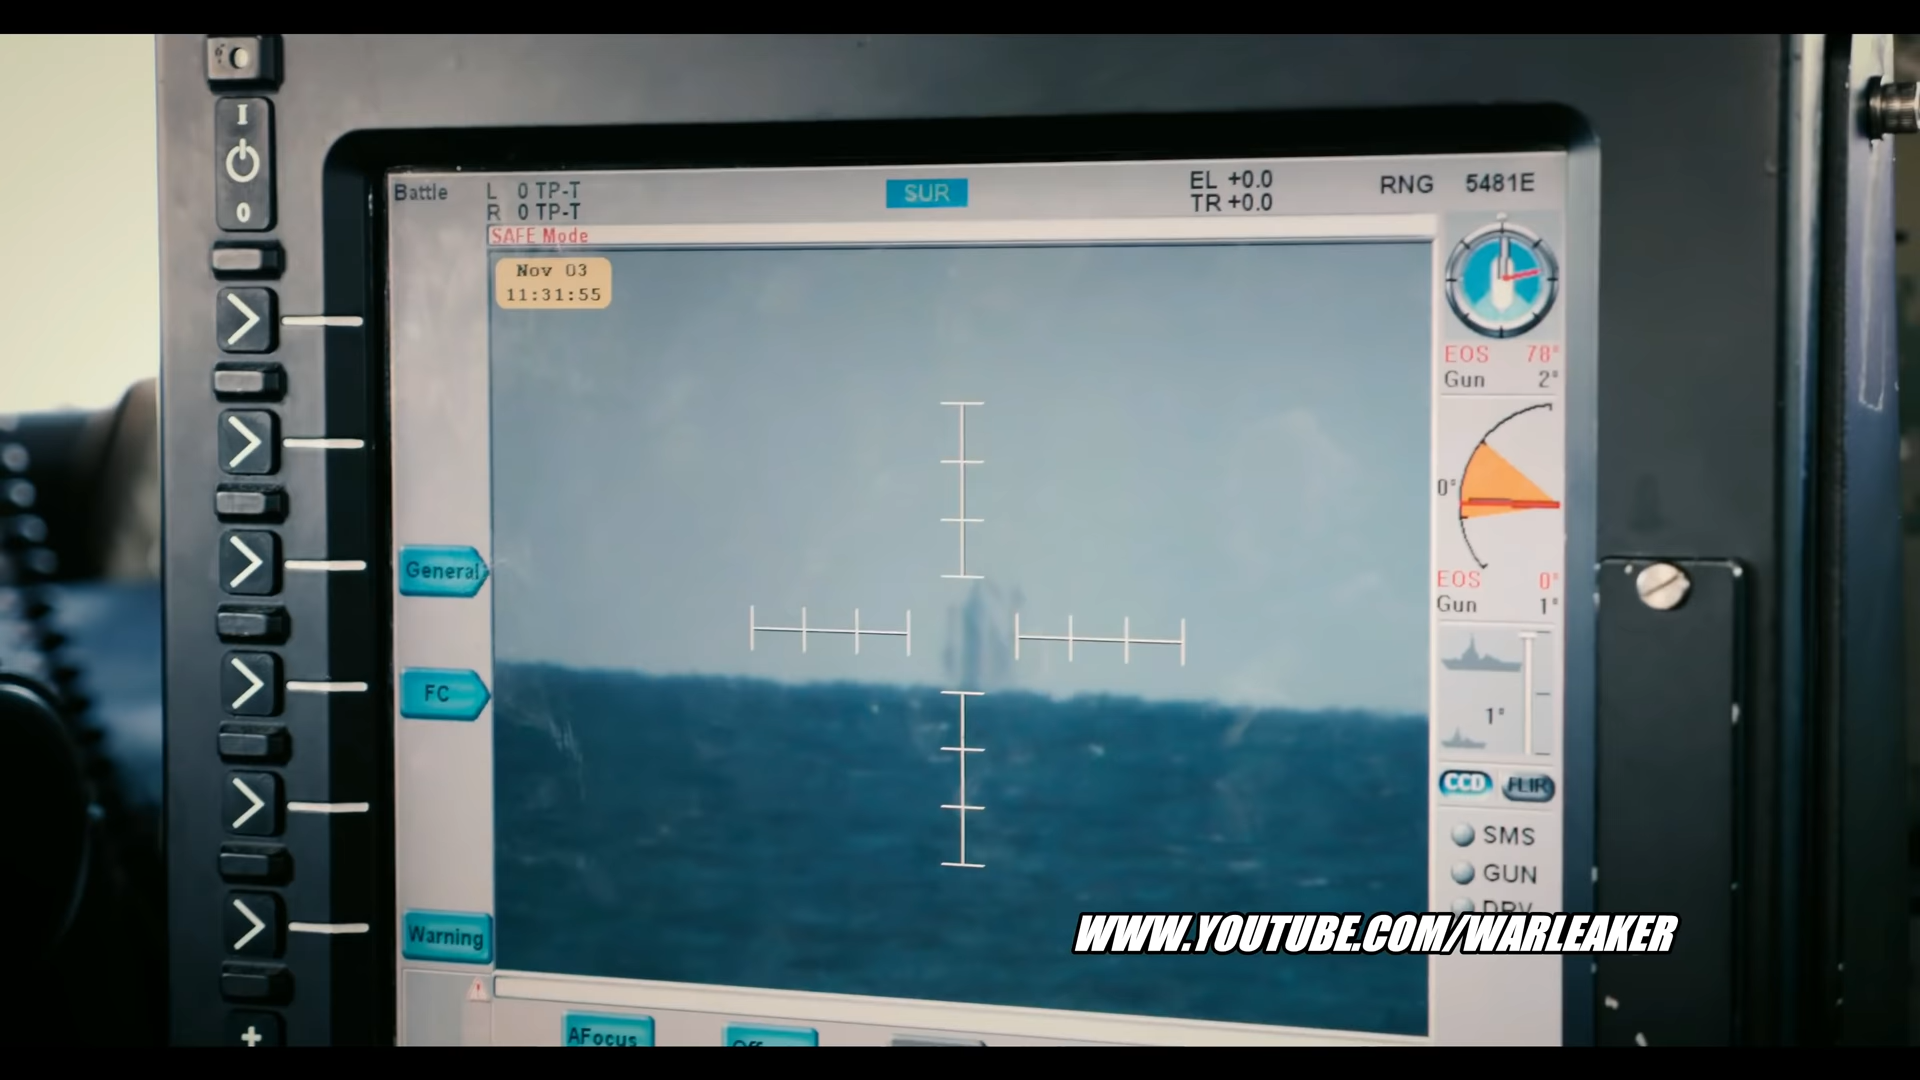 I
0
Battle
L 0 TP-T
R 0 TP-T
SUR
EL +0.0
TR +0.0
RNG 5481E
SAFE Mode
Nov 03
11:31:55
EOS 78°
Gun 2°
0°
EOS 0°
Gun 1°
1°
CCD FLIR
SMS
GUN
DRV
General
FC
Warning
WWW.YOUTUBE.COM/WARLEAKER
+
AFocus